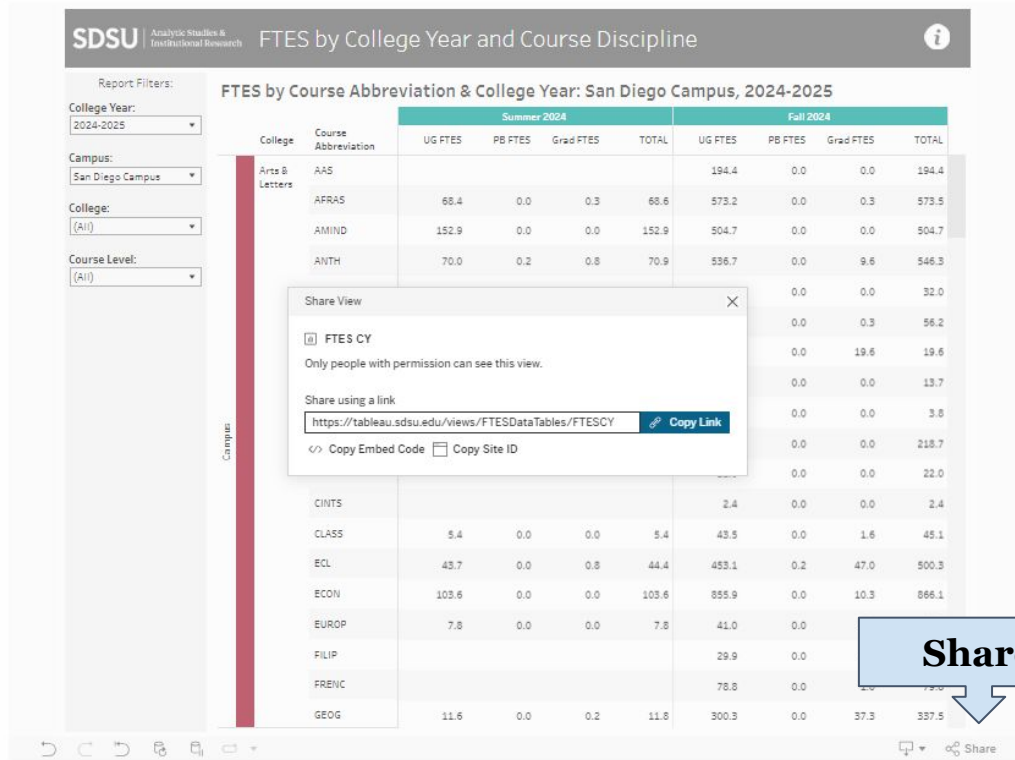 SDSU Analytic Studies & Institutional Research FTES by College Year and Course Discipline i
Report Filters:
College Year:
2024-2025
Campus:
San Diego Campus
College:
(All)
Course Level:
(All)
FTES by Course Abbreviation & College Year: San Diego Campus, 2024-2025
Summer 2024 Fall 2024
College Course Abbreviation UG FTES PB FTES Grad FTES TOTAL UG FTES PB FTES Grad FTES TOTAL
Campus
Arts & Letters AAS 194.4 0.0 0.0 194.4
AFRAS 68.4 0.0 0.3 68.6 573.2 0.0 0.3 573.5
AMIND 152.9 0.0 0.0 152.9 504.7 0.0 0.0 504.7
ANTH 70.0 0.2 0.8 70.9 536.7 0.0 9.6 546.3
0.0 0.0 32.0
0.0 0.3 56.2
0.0 19.6 19.6
0.0 0.0 13.7
0.0 0.0 3.8
0.0 0.0 218.7
0.0 0.0 22.0
Share View
FTES CY
Only people with permission can see this view.
Share using a link
https://tableau.sdsu.edu/views/FTESDataTables/FTESCY Copy Link
</> Copy Embed Code Copy Site ID
CINTS 2.4 0.0 0.0 2.4
CLASS 5.4 0.0 0.0 5.4 43.5 0.0 1.6 45.1
ECL 43.7 0.0 0.8 44.4 453.1 0.2 47.0 500.3
ECON 103.6 0.0 0.0 103.6 855.9 0.0 10.3 866.1
EUROP 7.8 0.0 0.0 7.8 41.0 0.0
FILIP 29.9 0.0
FRENC 78.8 0.0
GEOG 11.6 0.0 0.2 11.8 300.3 0.0 37.3 337.5
Share
Share